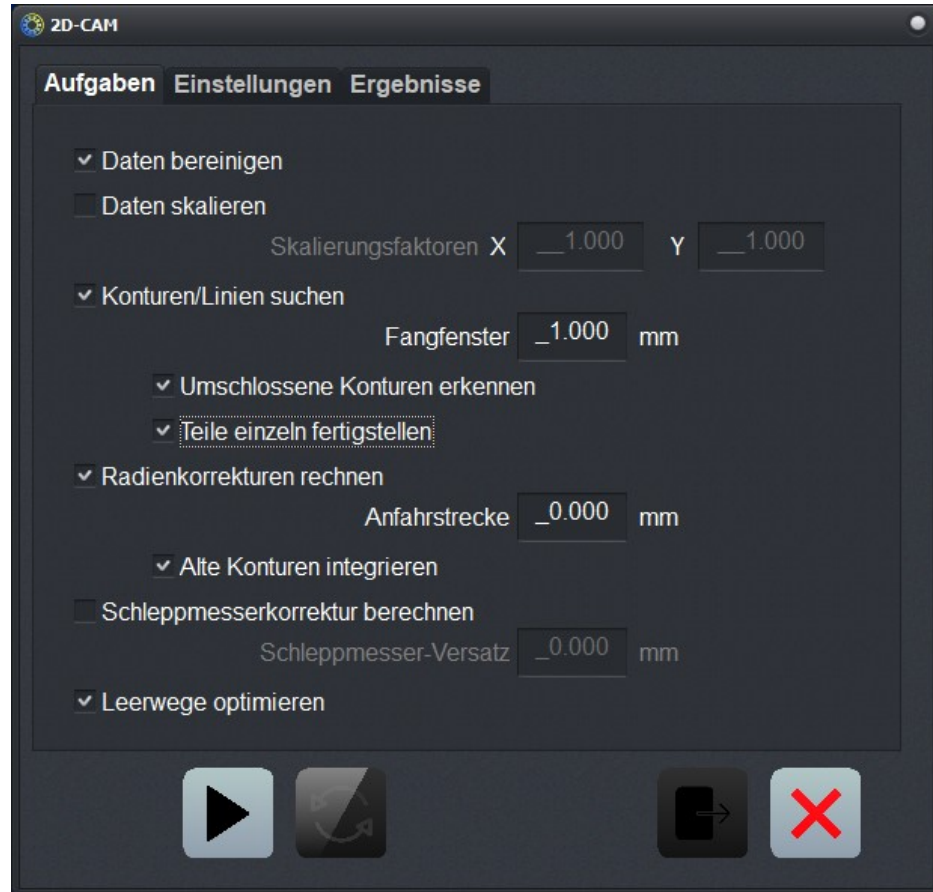 2D-CAM
Aufgaben Einstellungen Ergebnisse
Daten bereinigen
Daten skalieren
Skalierungsfaktoren X __1.000 Y __1.000
Konturen/Linien suchen
Fangfenster _1.000 mm
Umschlossene Konturen erkennen
Teile einzeln fertigstellen
Radienkorrekturen rechnen
Anfahrstrecke _0.000 mm
Alte Konturen integrieren
Schleppmesserkorrektur berechnen
Schleppmesser-Versatz _0.000 mm
Leerwege optimieren